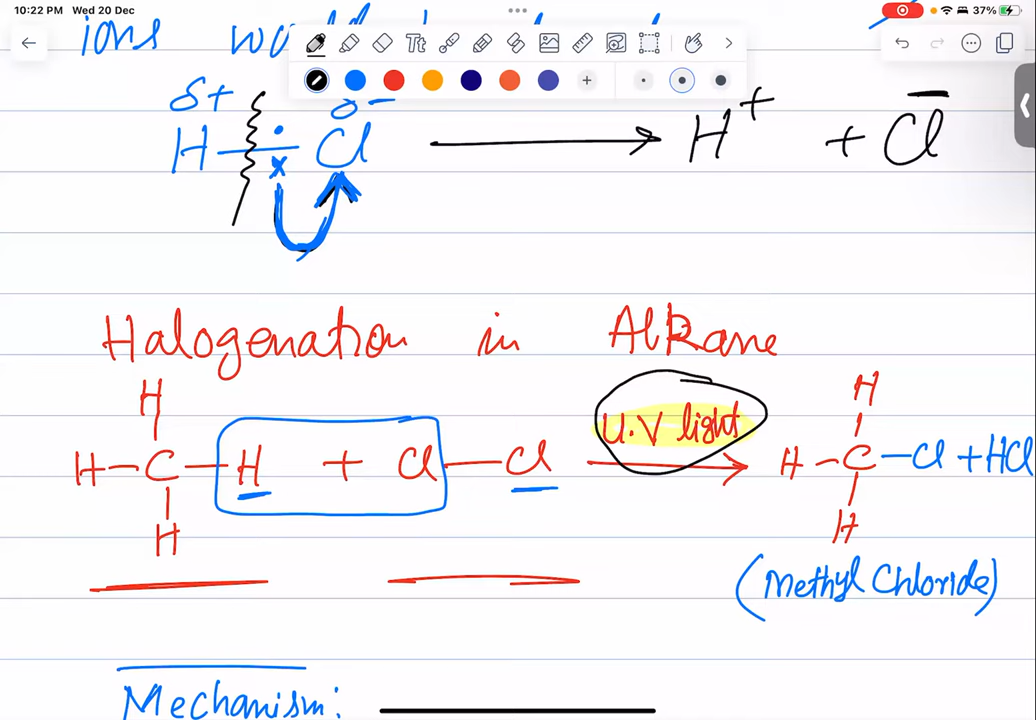 10:22 PM Wed 20 Dec
37%
ions
Tt
δ+ δ-
H Cl → H+ + Cl-
Halogenation in Alkane
H H
U.V light
H-C-H + Cl-Cl → H-C-Cl + HCl
H H
(Methyl Chloride)
Mechanism: